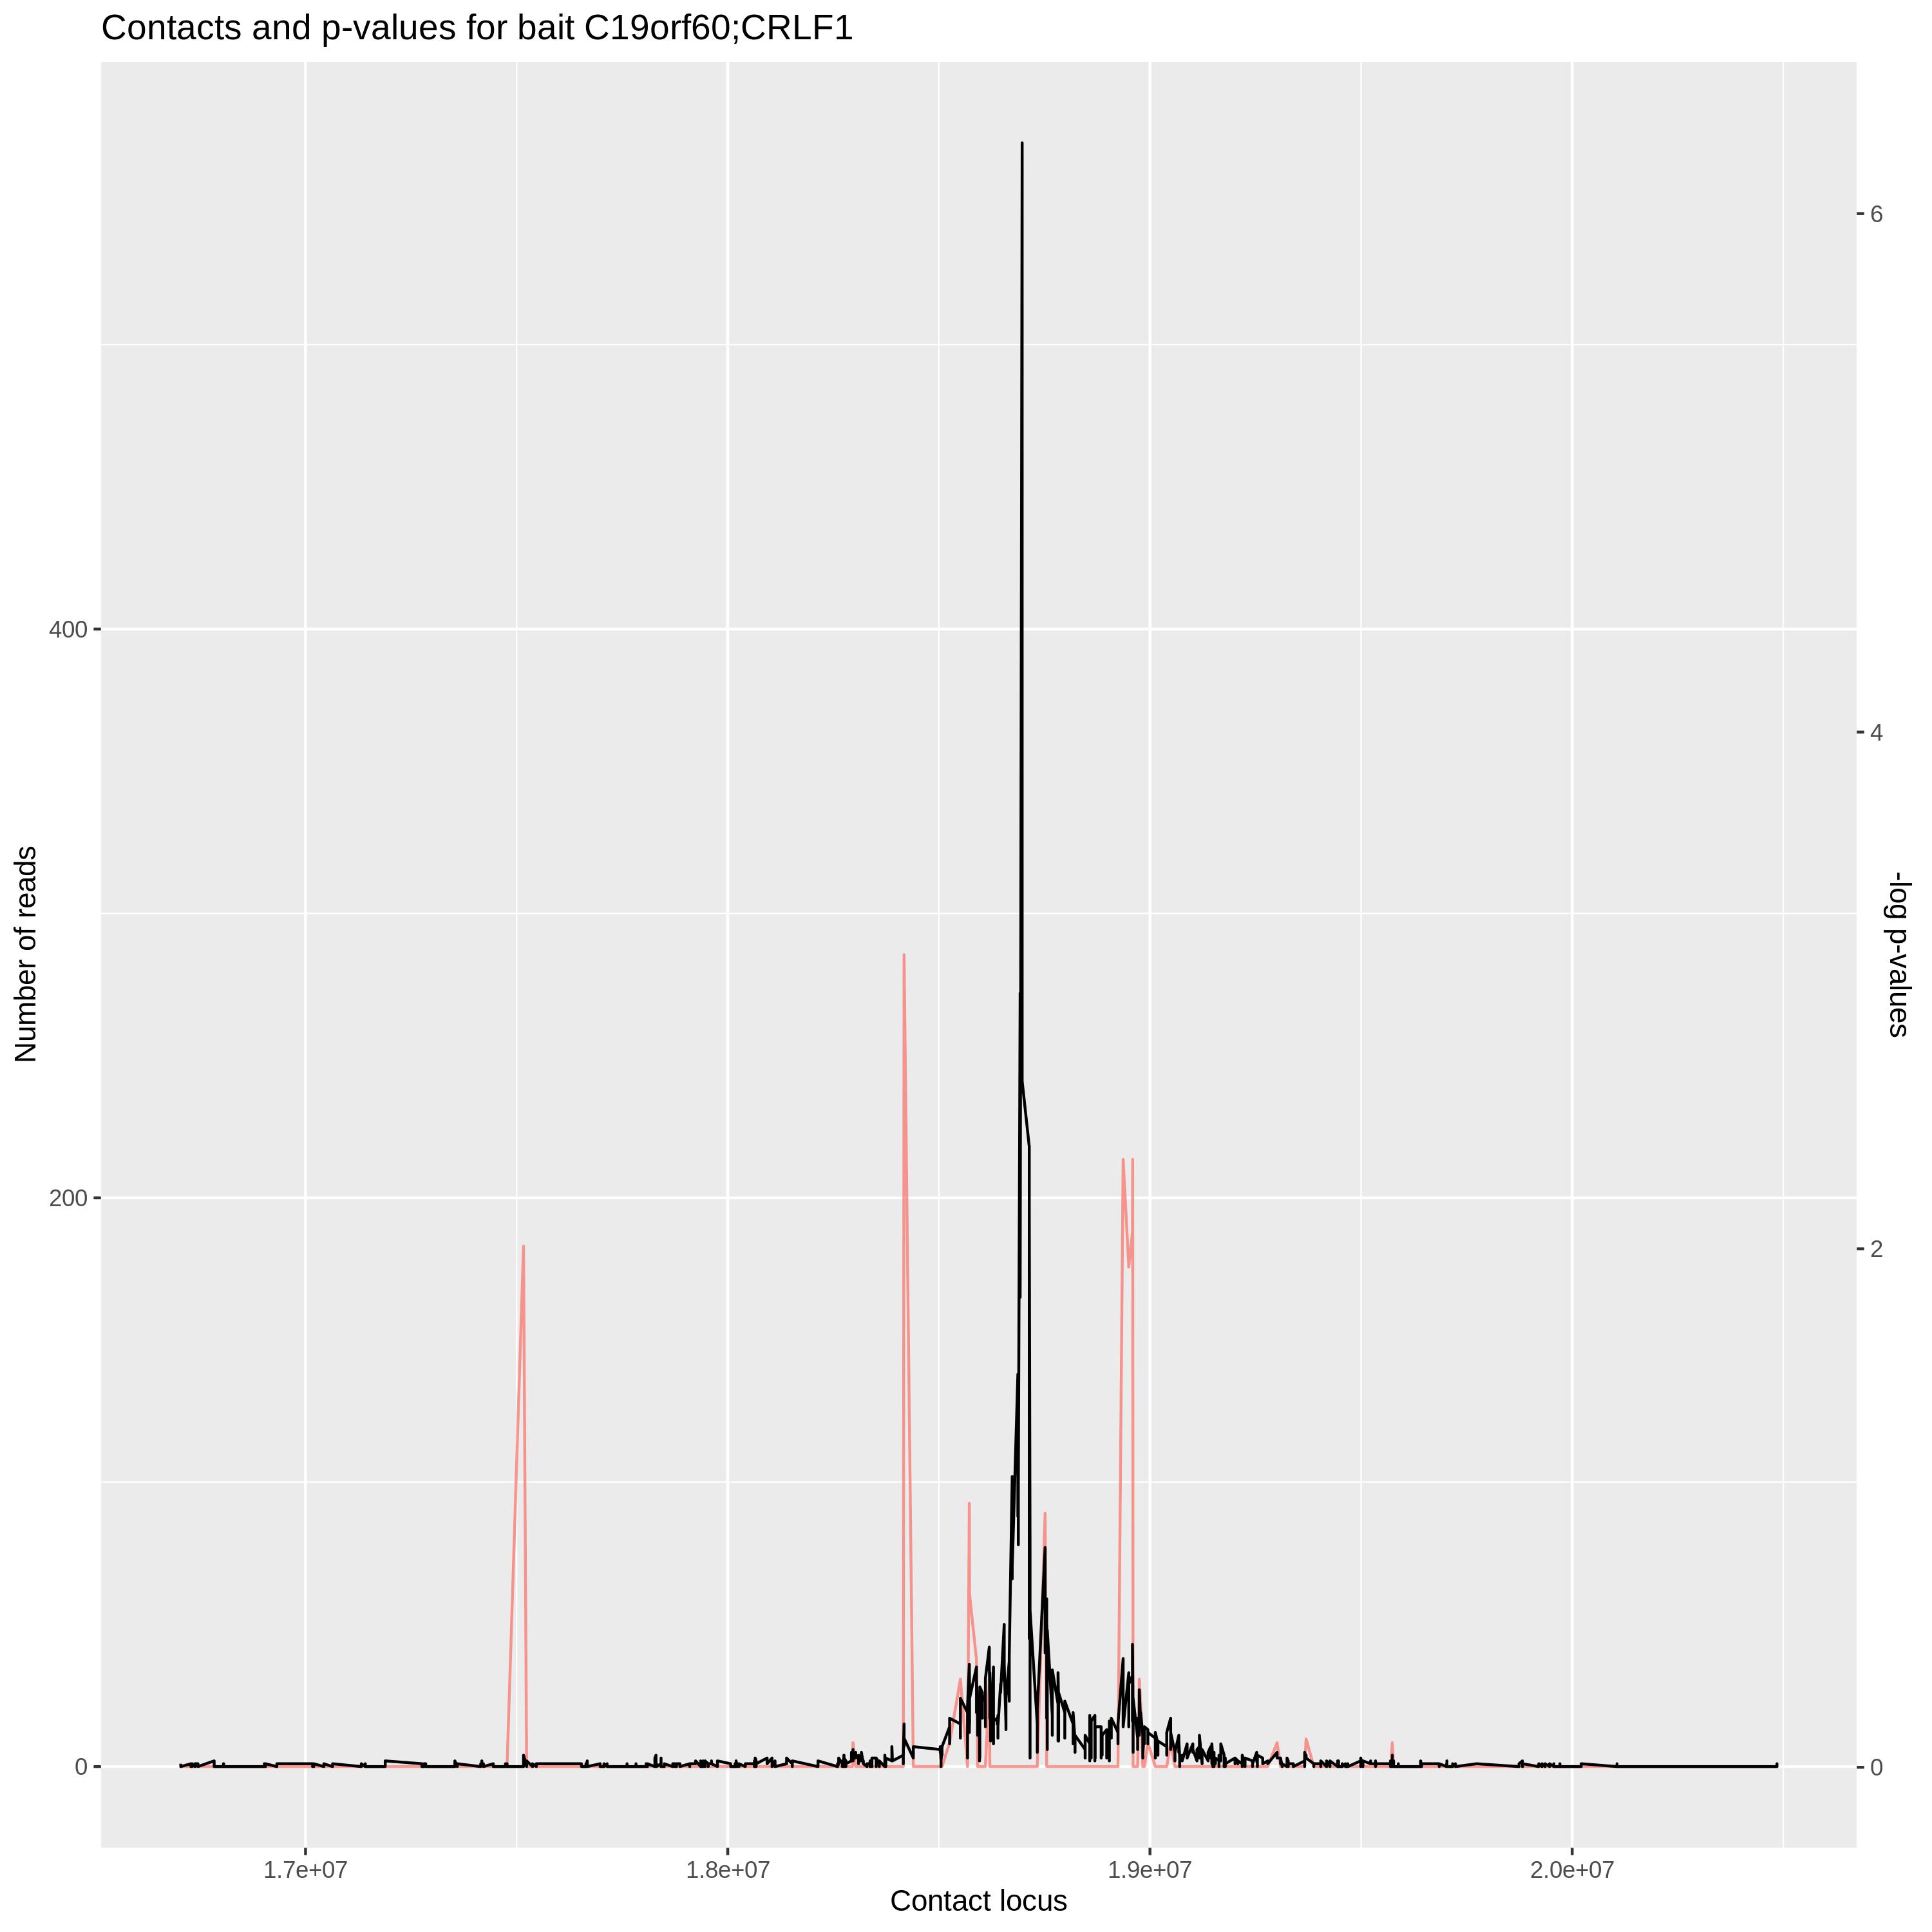 Contacts and p-values for bait C19orf60;CRLF1
6
400
4
Number of reads
-log p-values
200
2
0
0
1.7e+07
1.8e+07
1.9e+07
2.0e+07
Contact locus